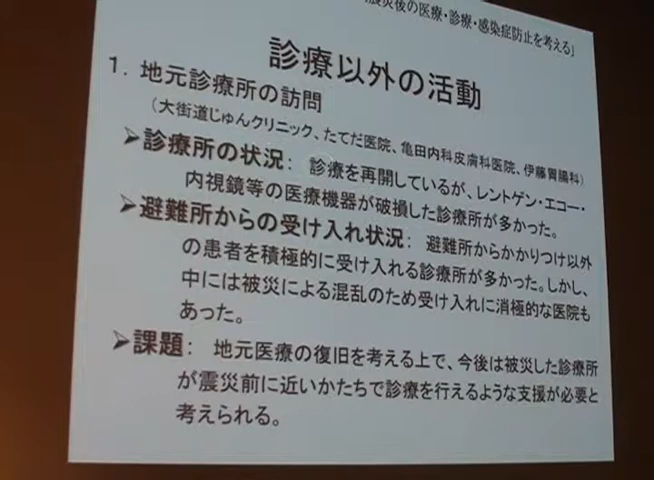 震災後の医療・診療・感染症防止を考える」
診療以外の活動
1. 地元診療所の訪問
(大街道じゅんクリニック、たてだ医院、亀田内科皮膚科医院、伊藤胃腸科)
➢診療所の状況: 診療を再開しているが、レントゲン・エコー・
内視鏡等の医療機器が破損した診療所が多かった。
➢避難所からの受け入れ状況: 避難所からかかりつけ以外
の患者を積極的に受け入れる診療所が多かった。しかし、
中には被災による混乱のため受け入れに消極的な医院も
あった。
➢課題: 地元医療の復旧を考える上で、今後は被災した診療所
が震災前に近いかたちで診療を行えるような支援が必要と
考えられる。